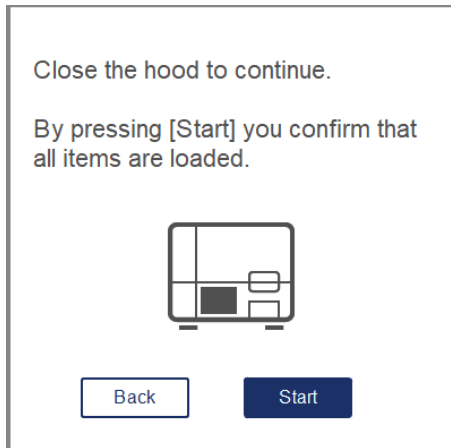 Close the hood to continue.
By pressing [Start] you confirm that
all items are loaded.
Back
Start